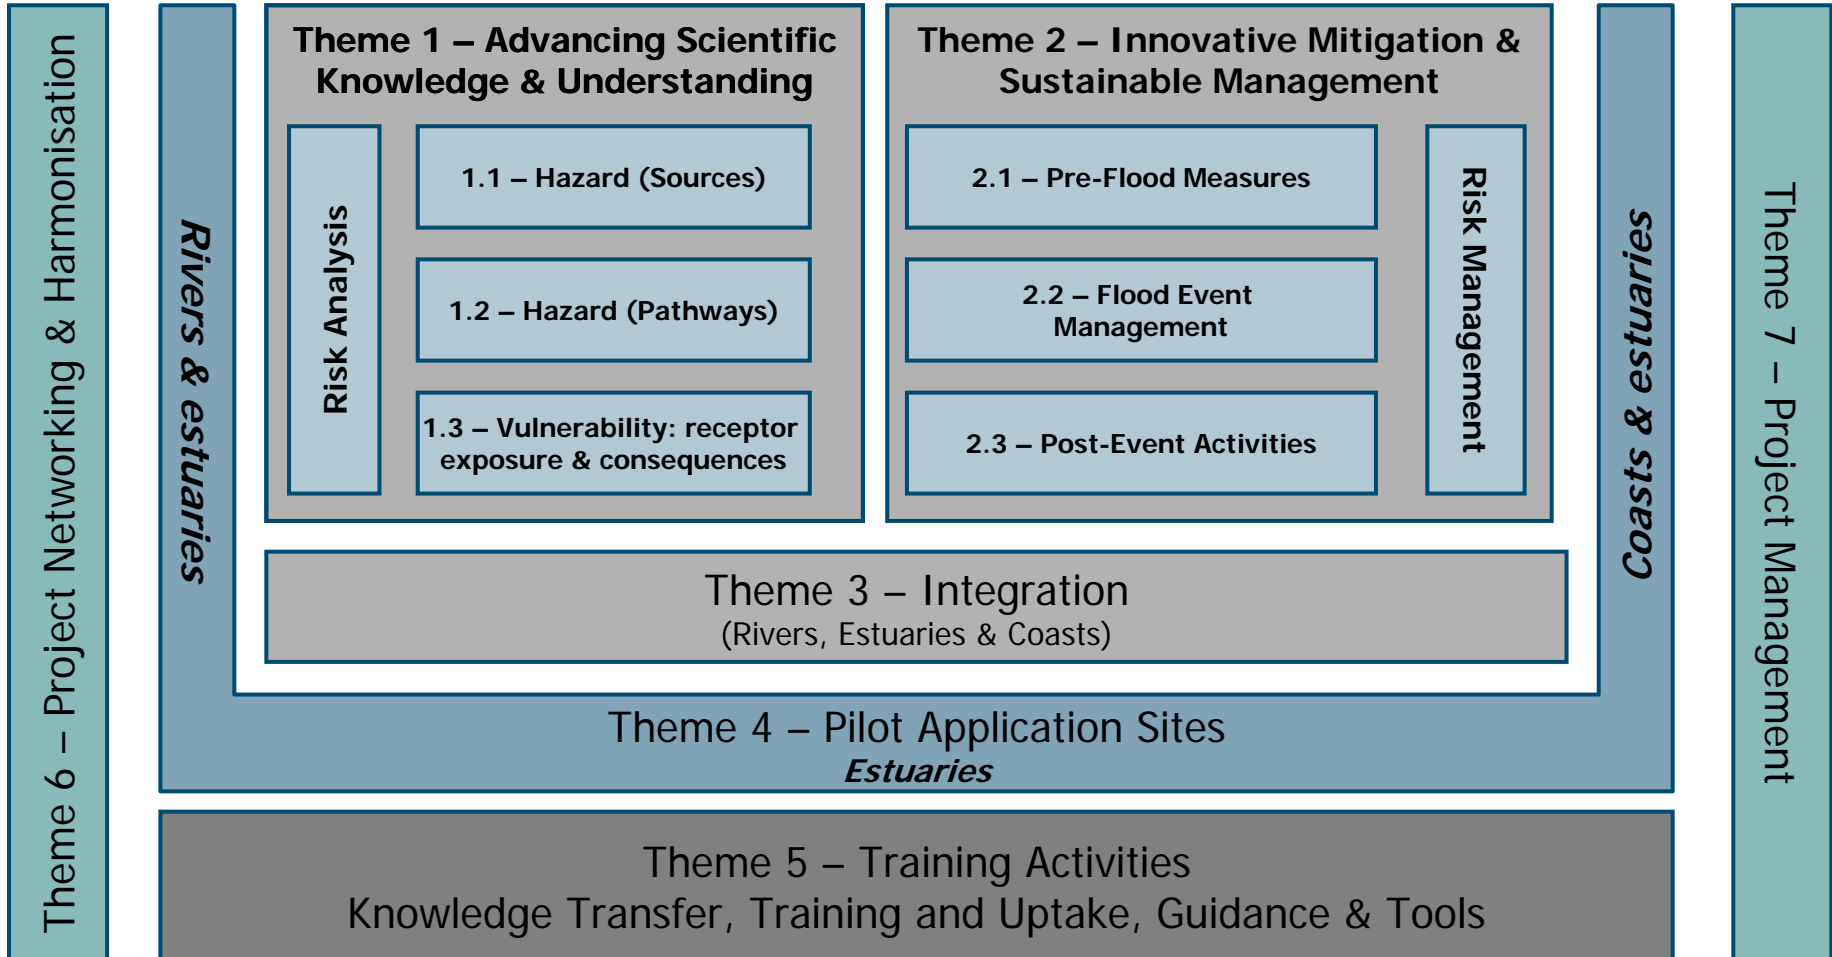 Theme 6 – Project Networking & Harmonisation
Rivers & estuaries
Theme 1 – Advancing Scientific
Knowledge & Understanding
Risk Analysis
1.1 – Hazard (Sources)
1.2 – Hazard (Pathways)
1.3 – Vulnerability: receptor
exposure & consequences
Theme 2 – Innovative Mitigation &
Sustainable Management
2.1 – Pre-Flood Measures
2.2 – Flood Event
Management
2.3 – Post-Event Activities
Risk Management
Coasts & estuaries
Theme 7 – Project Management
Theme 3 – Integration
(Rivers, Estuaries & Coasts)
Theme 4 – Pilot Application Sites
Estuaries
Theme 5 – Training Activities
Knowledge Transfer, Training and Uptake, Guidance & Tools